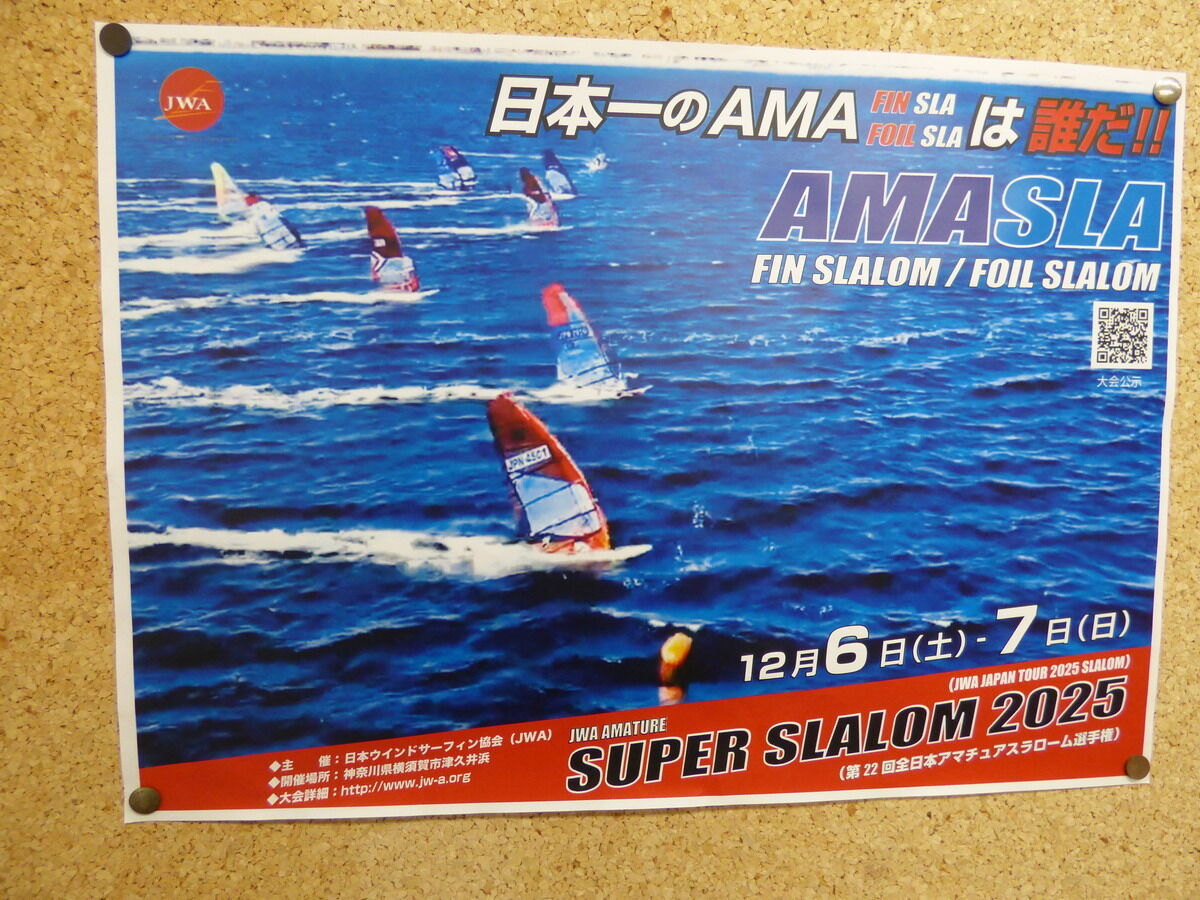 JWA
日本一のAMA FIN SLA FOIL SLA は 誰だ!!
AMASLA
FIN SLALOM / FOIL SLALOM
大会公示
JPN 4501
12月6日(土)-7日(日)
(JWA JAPAN TOUR 2025 SLALOM)
JWA AMATURE
SUPER SLALOM 2025
(第22回全日本アマチュアスラローム選手権)
◆主　　催：日本ウインドサーフィン協会(JWA)
◆開催場所：神奈川県横須賀市津久井浜
◆大会詳細：http://www.jw-a.org